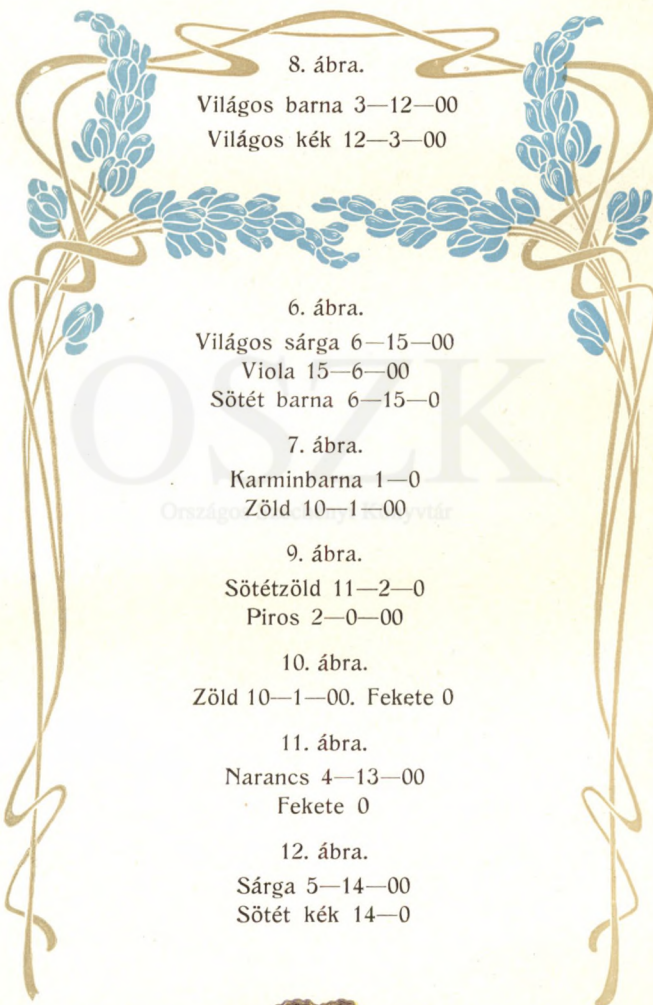 8. ábra.
Világos barna 3—12—00
Világos kék 12—3—00
6. ábra.
Világos sárga 6—15—00
Viola 15—6—00
Sötét barna 6—15—0
OSZK
7. ábra.
Karminbarna 1—0
Zöld 10—1—00
Országos Széchényi Könyvtár
9. ábra.
Sötétzöld 11—2—0
Piros 2—0—00
10. ábra.
Zöld 10—1—00. Fekete 0
11. ábra.
Narancs 4—13—00
Fekete 0
12. ábra.
Sárga 5—14—00
Sötét kék 14—0